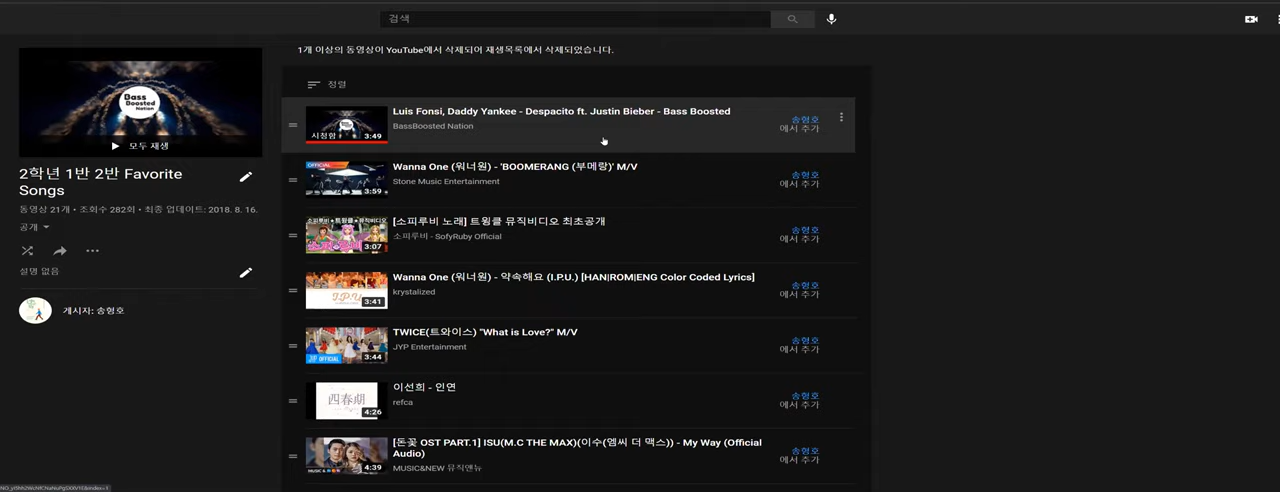 검색
1개 이상의 동영상이 YouTube에서 삭제되어 재생목록에서 삭제되었습니다.
Bass
Boosted
Nation
모두 재생
2학년 1반 2반 Favorite
Songs
동영상 21개 • 조회수 282회 • 최종 업데이트: 2018. 8. 16.
공개
설명 없음
게시자: 송형호
정렬
시청함
3:49
Luis Fonsi, Daddy Yankee - Despacito ft. Justin Bieber - Bass Boosted
BassBoosted Nation
송형호
에서 추가
OFFICIAL
3:59
Wanna One (워너원) - 'BOOMERANG (부메랑)' M/V
Stone Music Entertainment
송형호
에서 추가
3:07
[소피루비 노래] 트윙클 뮤직비디오 최초공개
소피루비 - SofyRuby Official
송형호
에서 추가
I.P.U
3:41
Wanna One (워너원) - 약속해요 (I.P.U.) [HAN|ROM|ENG Color Coded Lyrics]
krystalized
송형호
에서 추가
JYP OFFICIAL
3:44
TWICE(트와이스) "What is Love?" M/V
JYP Entertainment
송형호
에서 추가
四春期
4:26
이선희 - 인연
refca
송형호
에서 추가
4:39
[돈꽃 OST PART.1] ISU(M.C THE MAX)(이수(엠씨 더 맥스)) - My Way (Official
Audio)
MUSIC&NEW 뮤직앤뉴
송형호
에서 추가